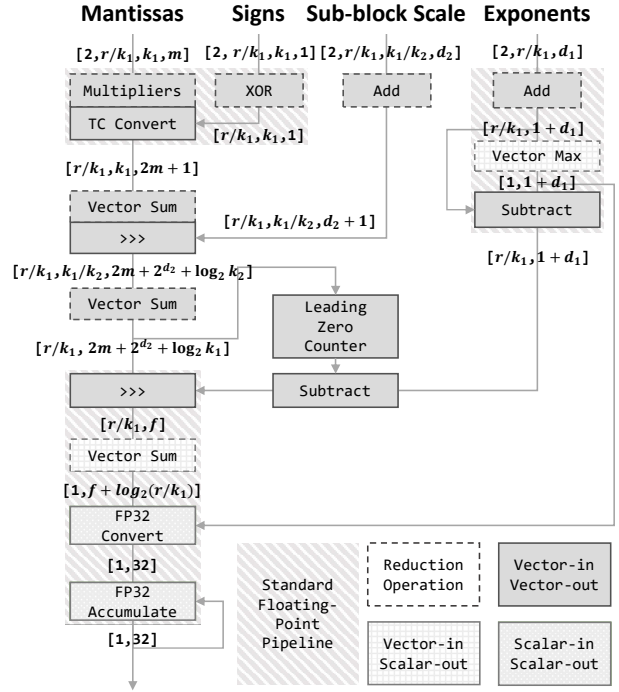 Mantissas Signs Sub-block Scale Exponents
[2,r/k₁,k₁,m] [2, r/k₁,k₁,1] [2,r/k₁,k₁/k₂,d₂] [2,r/k₁,d₁]
Multipliers XOR Add Add
TC Convert
[r/k₁,k₁,1] [r/k₁,1+d₁]
Vector Max
[r/k₁,k₁,2m+1] [1,1+d₁]
Vector Sum
>>>
[r/k₁,k₁/k₂,d₂+1] Subtract
[r/k₁,k₁/k₂,2m+2^{d₂}+log₂k₂] [r/k₁,1+d₁]
Vector Sum
Leading
Zero
Counter
[r/k₁, 2m+2^{d₂}+log₂k₁]
>>> Subtract
[r/k₁,f]
Vector Sum
[1,f+log₂(r/k₁)]
FP32
Convert
[1,32]
FP32
Accumulate
[1,32]
Standard
Floating-
Point
Pipeline
Reduction
Operation
Vector-in
Vector-out
Vector-in
Scalar-out
Scalar-in
Scalar-out